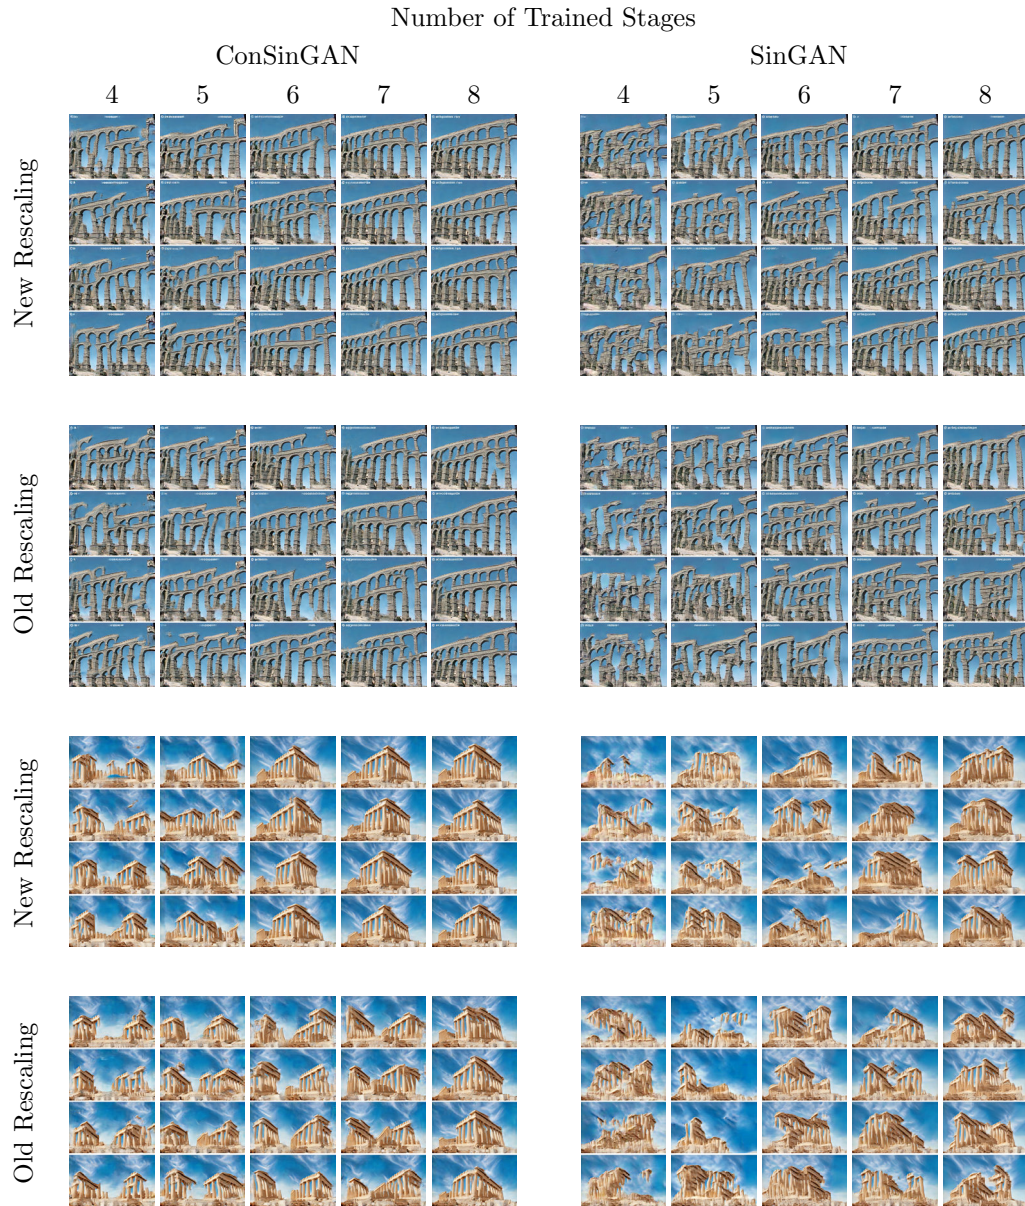 Number of Trained Stages
ConSinGAN SinGAN
4 5 6 7 8 4 5 6 7 8
New Rescaling
Old Rescaling
New Rescaling
Old Rescaling